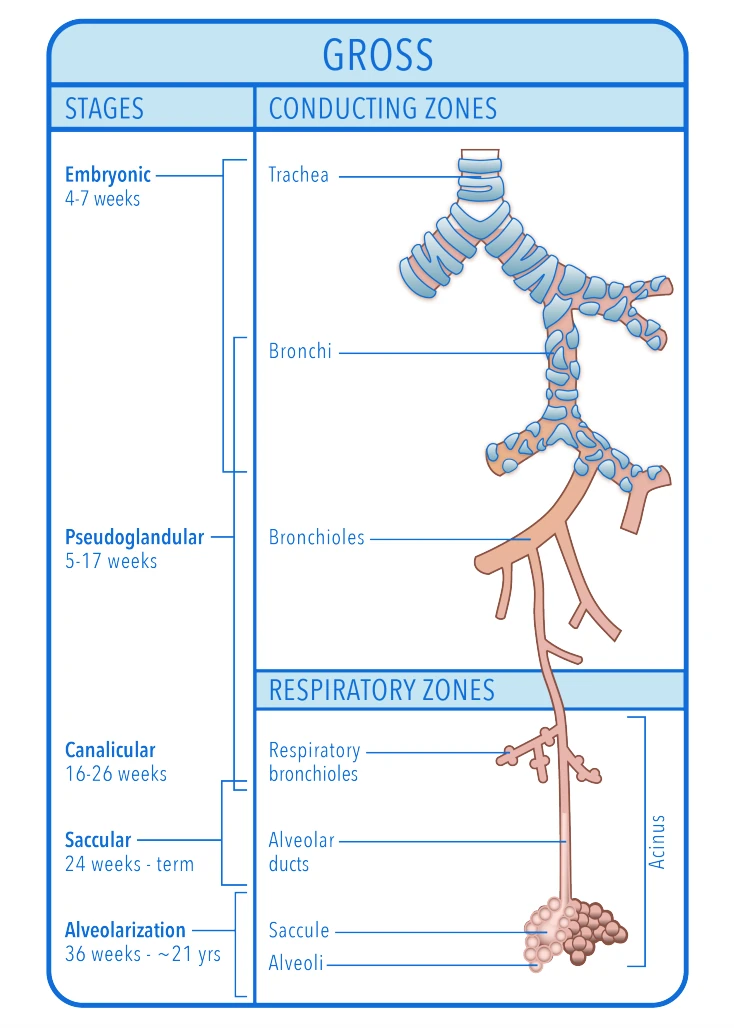 GROSS
STAGES
CONDUCTING ZONES
Embryonic
4-7 weeks
Trachea
Bronchi
Pseudoglandular
5-17 weeks
Bronchioles
RESPIRATORY ZONES
Canalicular
16-26 weeks
Respiratory
bronchioles
Saccular
24 weeks - term
Alveolar
ducts
Acinus
Alveolarization
36 weeks - ~21 yrs
Saccule
Alveoli